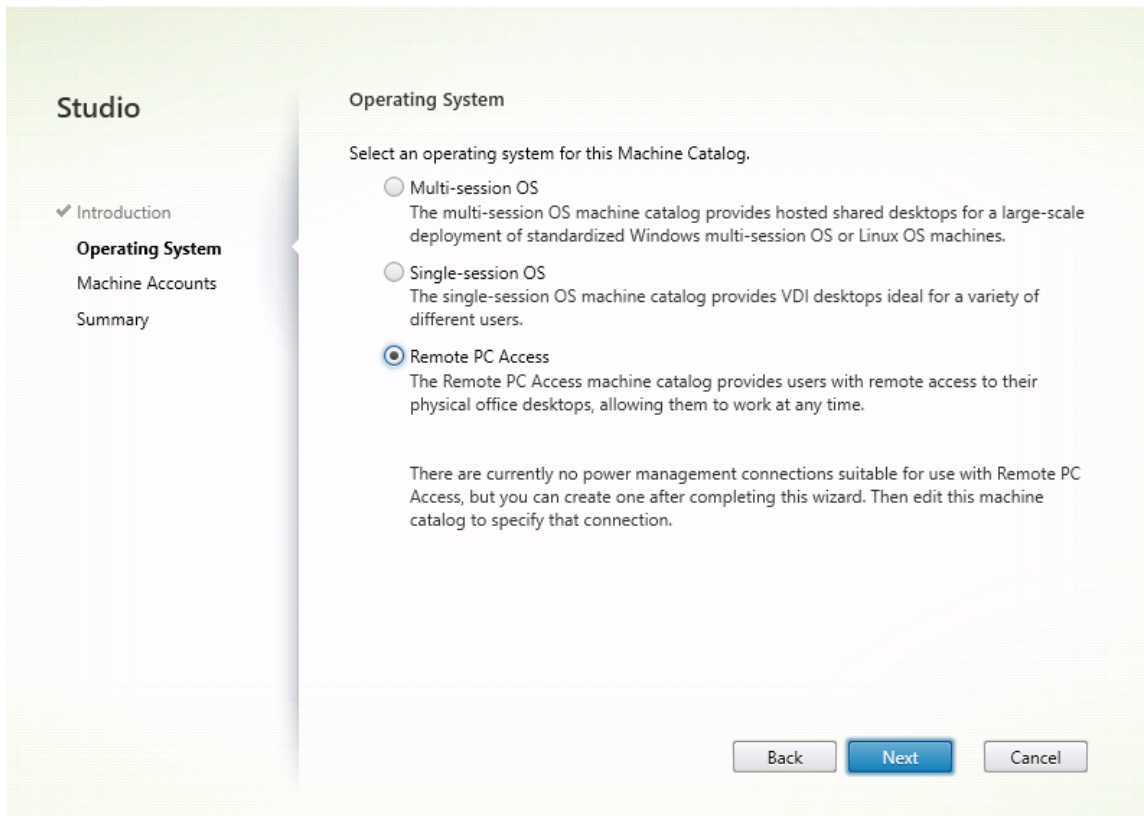 Studio
✔ Introduction
Operating System
Machine Accounts
Summary
Operating System
Select an operating system for this Machine Catalog.
Multi-session OS
The multi-session OS machine catalog provides hosted shared desktops for a large-scale
deployment of standardized Windows multi-session OS or Linux OS machines.
Single-session OS
The single-session OS machine catalog provides VDI desktops ideal for a variety of
different users.
Remote PC Access
The Remote PC Access machine catalog provides users with remote access to their
physical office desktops, allowing them to work at any time.
There are currently no power management connections suitable for use with Remote PC
Access, but you can create one after completing this wizard. Then edit this machine
catalog to specify that connection.
Back
Next
Cancel